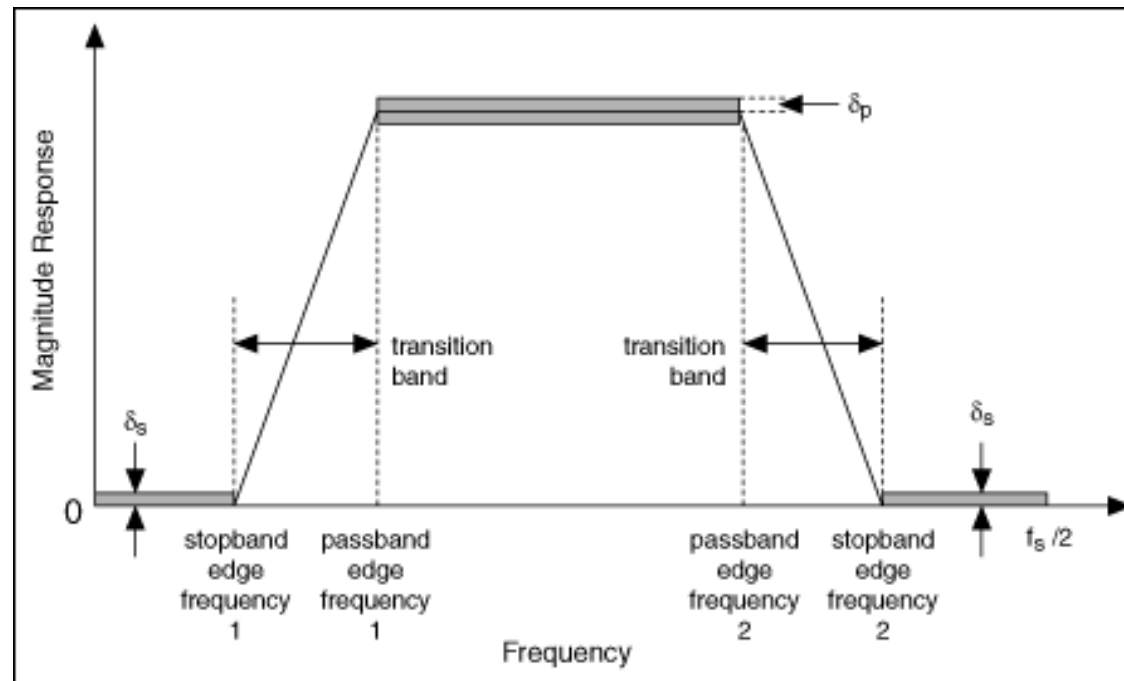 Magnitude Response
δp
transition
band
transition
band
δs
δs
0
stopband
edge
frequency
1
passband
edge
frequency
1
passband
edge
frequency
2
stopband
edge
frequency
2
fs /2
Frequency